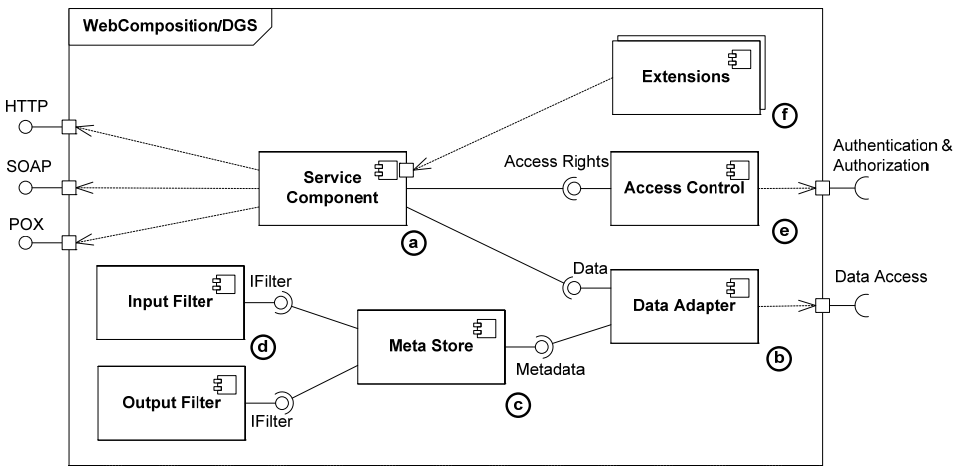 WebComposition/DGS
Extensions
f
HTTP
SOAP
POX
Service
Component
a
Access Rights
Access Control
e
Authentication &
Authorization
Data
Data Adapter
b
Data Access
Input Filter
IFilter
d
Meta Store
c
Metadata
Output Filter
IFilter